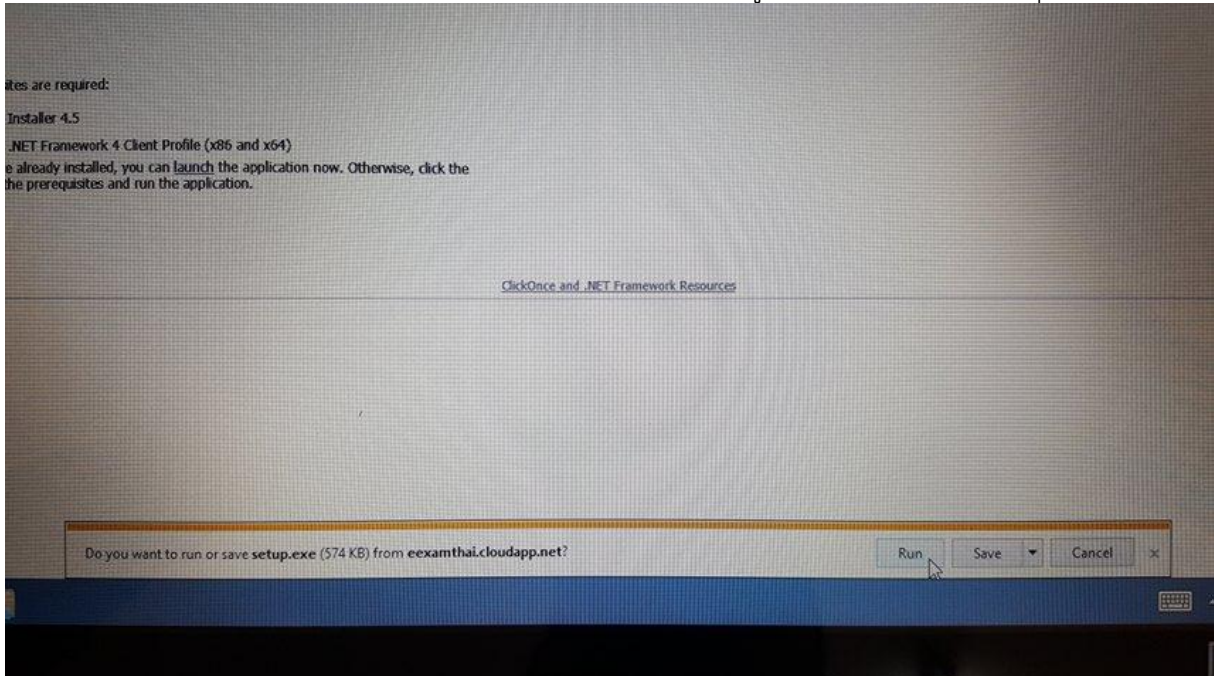 ites are required:
Installer 4.5
.NET Framework 4 Client Profile (x86 and x64)
e already installed, you can launch the application now. Otherwise, click the
the prerequisites and run the application.
ClickOnce and .NET Framework Resources
Do you want to run or save setup.exe (574 KB) from eexamthai.cloudapp.net?
Run Save Cancel